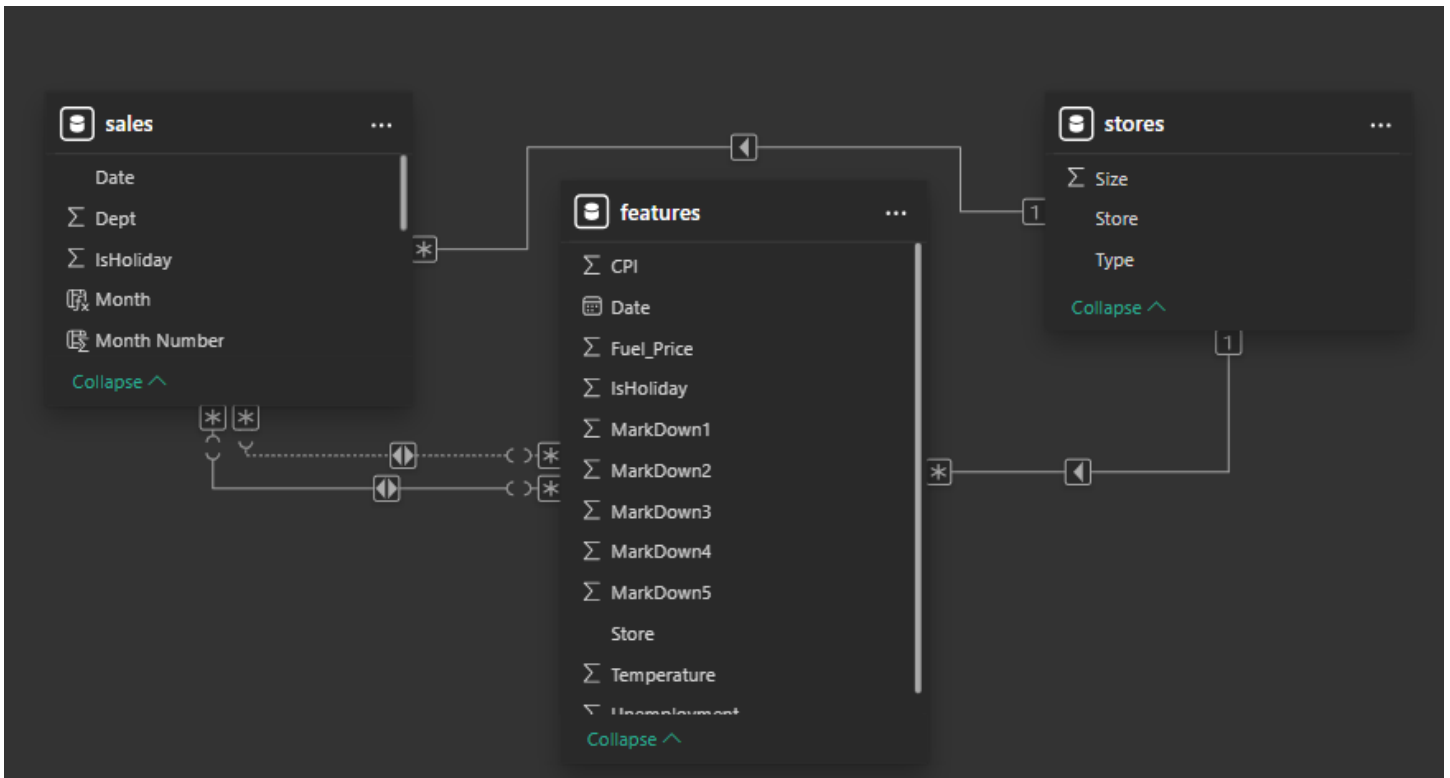 sales
Date
Dept
IsHoliday
Month
Month Number
Collapse
features
CPI
Date
Fuel_Price
IsHoliday
MarkDown1
MarkDown2
MarkDown3
MarkDown4
MarkDown5
Store
Temperature
Unemployment
Collapse
stores
Size
Store
Type
Collapse
1
1